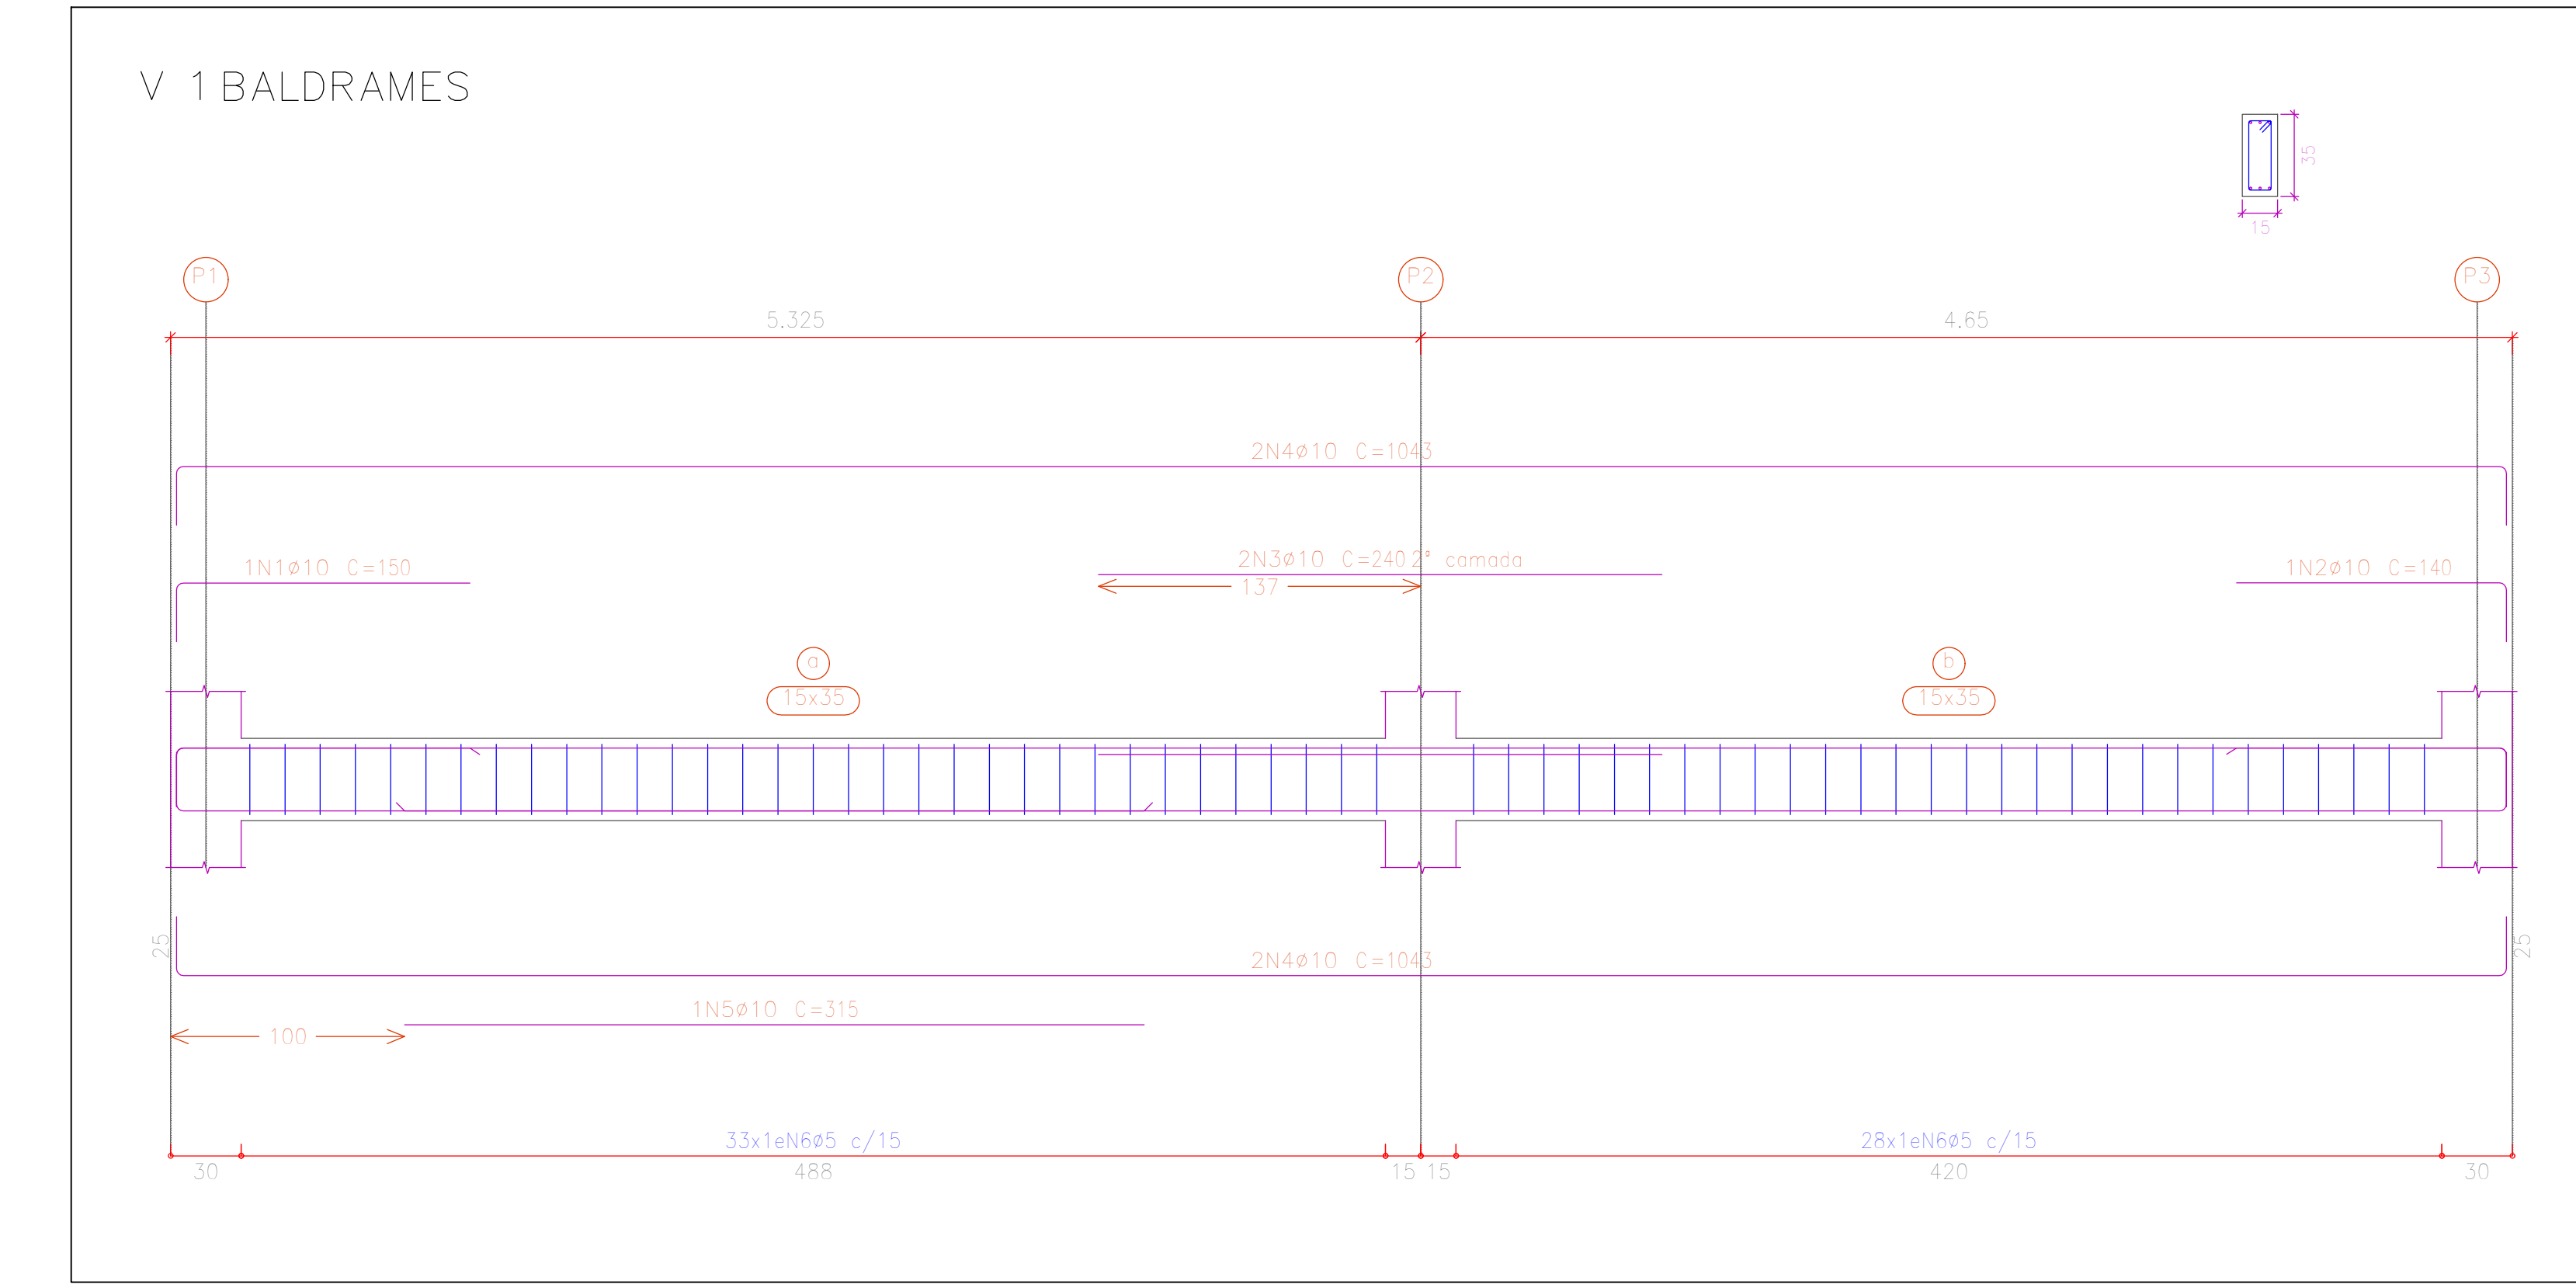 V 1 BALDRAMES
35
15
P1
P2
P3
5.325
4.65
2N4ø10 C=1043
1N1ø10 C=150
2N3ø10 C=240 2ª camada
1N2ø10 C=140
137
a
b
15x35
15x35
25
25
2N4ø10 C=1043
1N5ø10 C=315
100
33x1eN6ø5 c/15
28x1eN6ø5 c/15
30
488
15
15
420
30